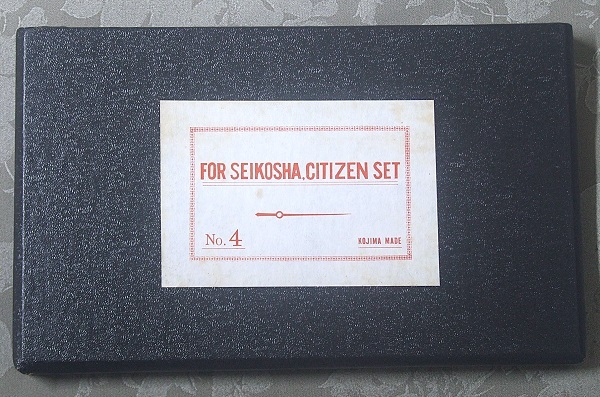 FOR SEIKOSHA.CITIZEN SET
No. 4
KOJIMA MADE